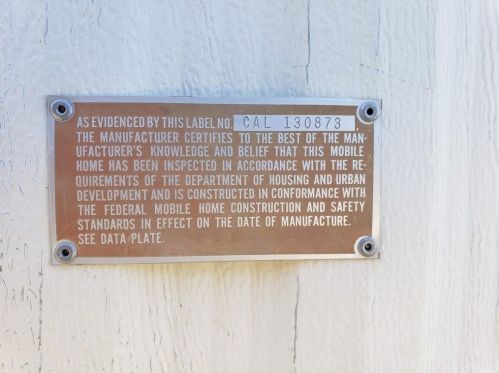 AS EVIDENCED BY THIS LABEL NO. CAL 130873
THE MANUFACTURER CERTIFIES TO THE BEST OF THE MAN-
UFACTURER'S KNOWLEDGE AND BELIEF THAT THIS MOBILE
HOME HAS BEEN INSPECTED IN ACCORDANCE WITH THE RE-
QUIREMENTS OF THE DEPARTMENT OF HOUSING AND URBAN
DEVELOPMENT AND IS CONSTRUCTED IN CONFORMANCE WITH
THE FEDERAL MOBILE HOME CONSTRUCTION AND SAFETY
STANDARDS IN EFFECT ON THE DATE OF MANUFACTURE.
SEE DATA PLATE.